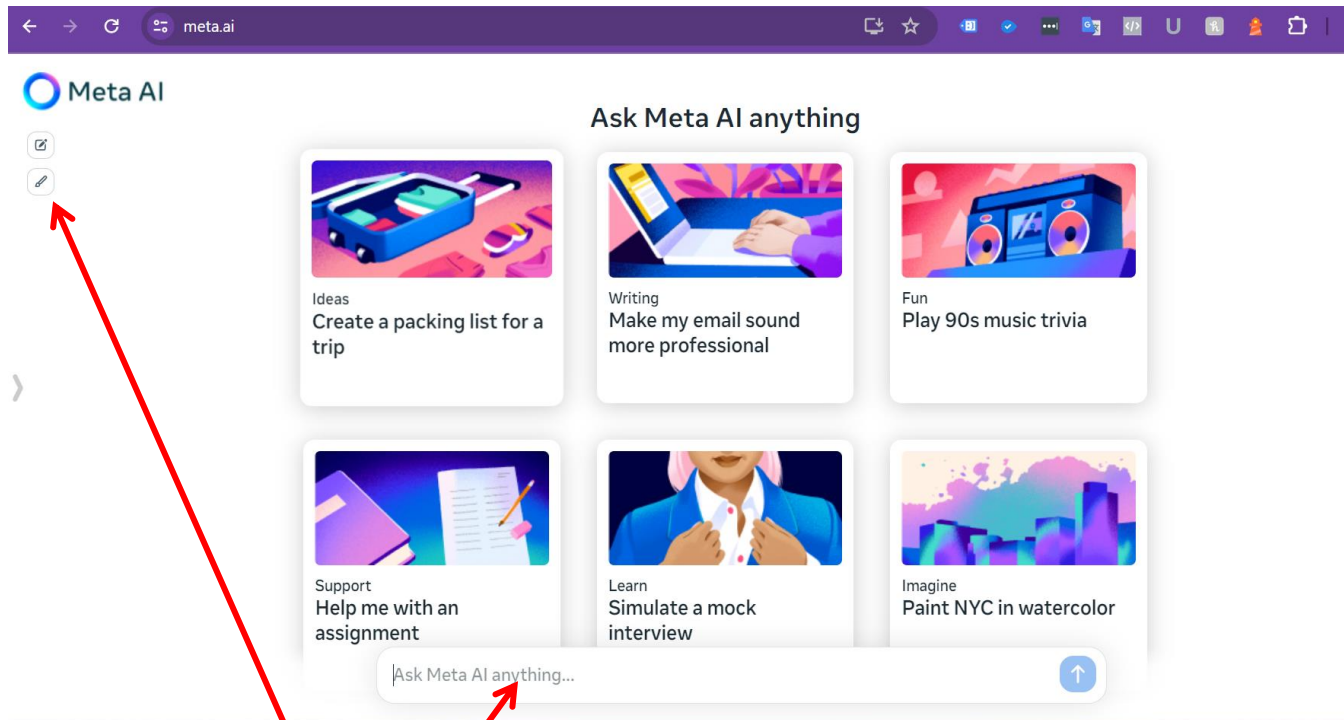 meta.ai
Meta AI
Ask Meta AI anything
Ideas
Create a packing list for a
trip
Writing
Make my email sound
more professional
Fun
Play 90s music trivia
Support
Help me with an
assignment
Learn
Simulate a mock
interview
Imagine
Paint NYC in watercolor
Ask Meta AI anything...